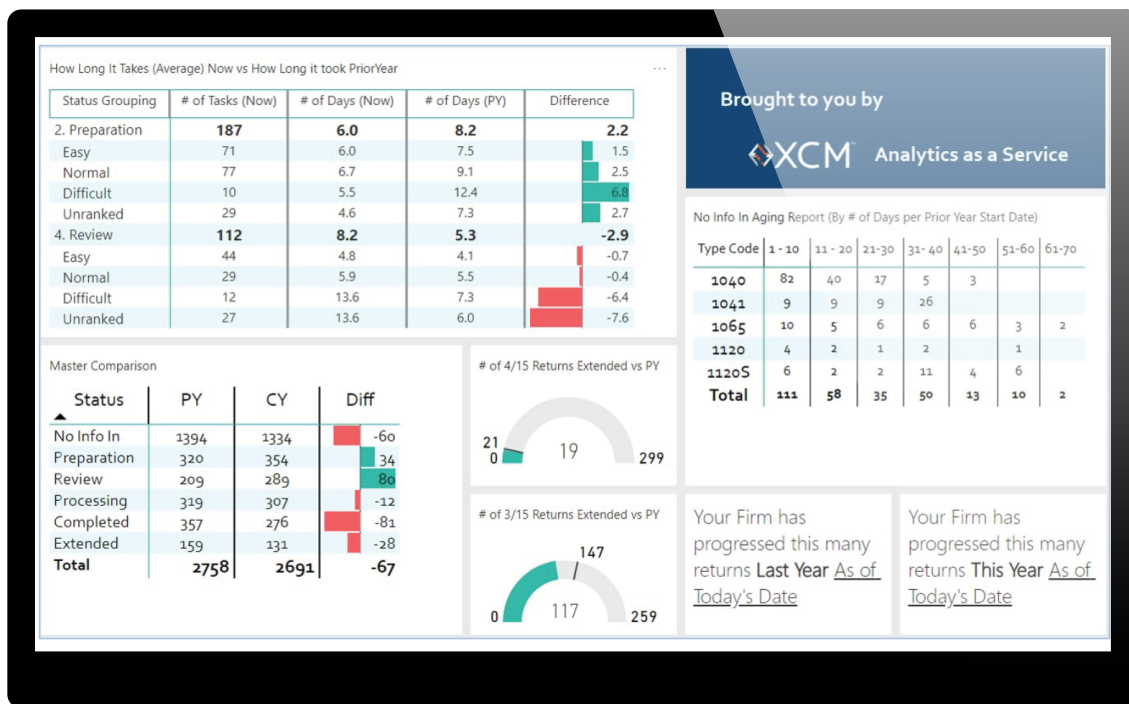 How Long It Takes (Average) Now vs How Long it took PriorYear
...
Status Grouping # of Tasks (Now) # of Days (Now) # of Days (PY) Difference
2. Preparation 187 6.0 8.2 2.2
Easy 71 6.0 7.5 1.5
Normal 77 6.7 9.1 2.5
Difficult 10 5.5 12.4 6.8
Unranked 29 4.6 7.3 2.7
4. Review 112 8.2 5.3 -2.9
Easy 44 4.8 4.1 -0.7
Normal 29 5.9 5.5 -0.4
Difficult 12 13.6 7.3 -6.4
Unranked 27 13.6 6.0 -7.6
Brought to you by
XCM Analytics as a Service
No Info In Aging Report (By # of Days per Prior Year Start Date)
Type Code 1 - 10 11 - 20 21-30 31- 40 41-50 51-60 61-70
1040 82 40 17 5 3
1041 9 9 9 26
1065 10 5 6 6 6 3 2
1120 4 2 1 2 1
1120S 6 2 2 11 4 6
Total 111 58 35 50 13 10 2
Master Comparison
Status PY CY Diff
No Info In 1394 1334 -60
Preparation 320 354 34
Review 209 289 80
Processing 319 307 -12
Completed 357 276 -81
Extended 159 131 -28
Total 2758 2691 -67
# of 4/15 Returns Extended vs PY
21
0 19 299
# of 3/15 Returns Extended vs PY
147
0 117 259
Your Firm has
progressed this many
returns Last Year As of
Today's Date
Your Firm has
progressed this many
returns This Year As of
Today's Date